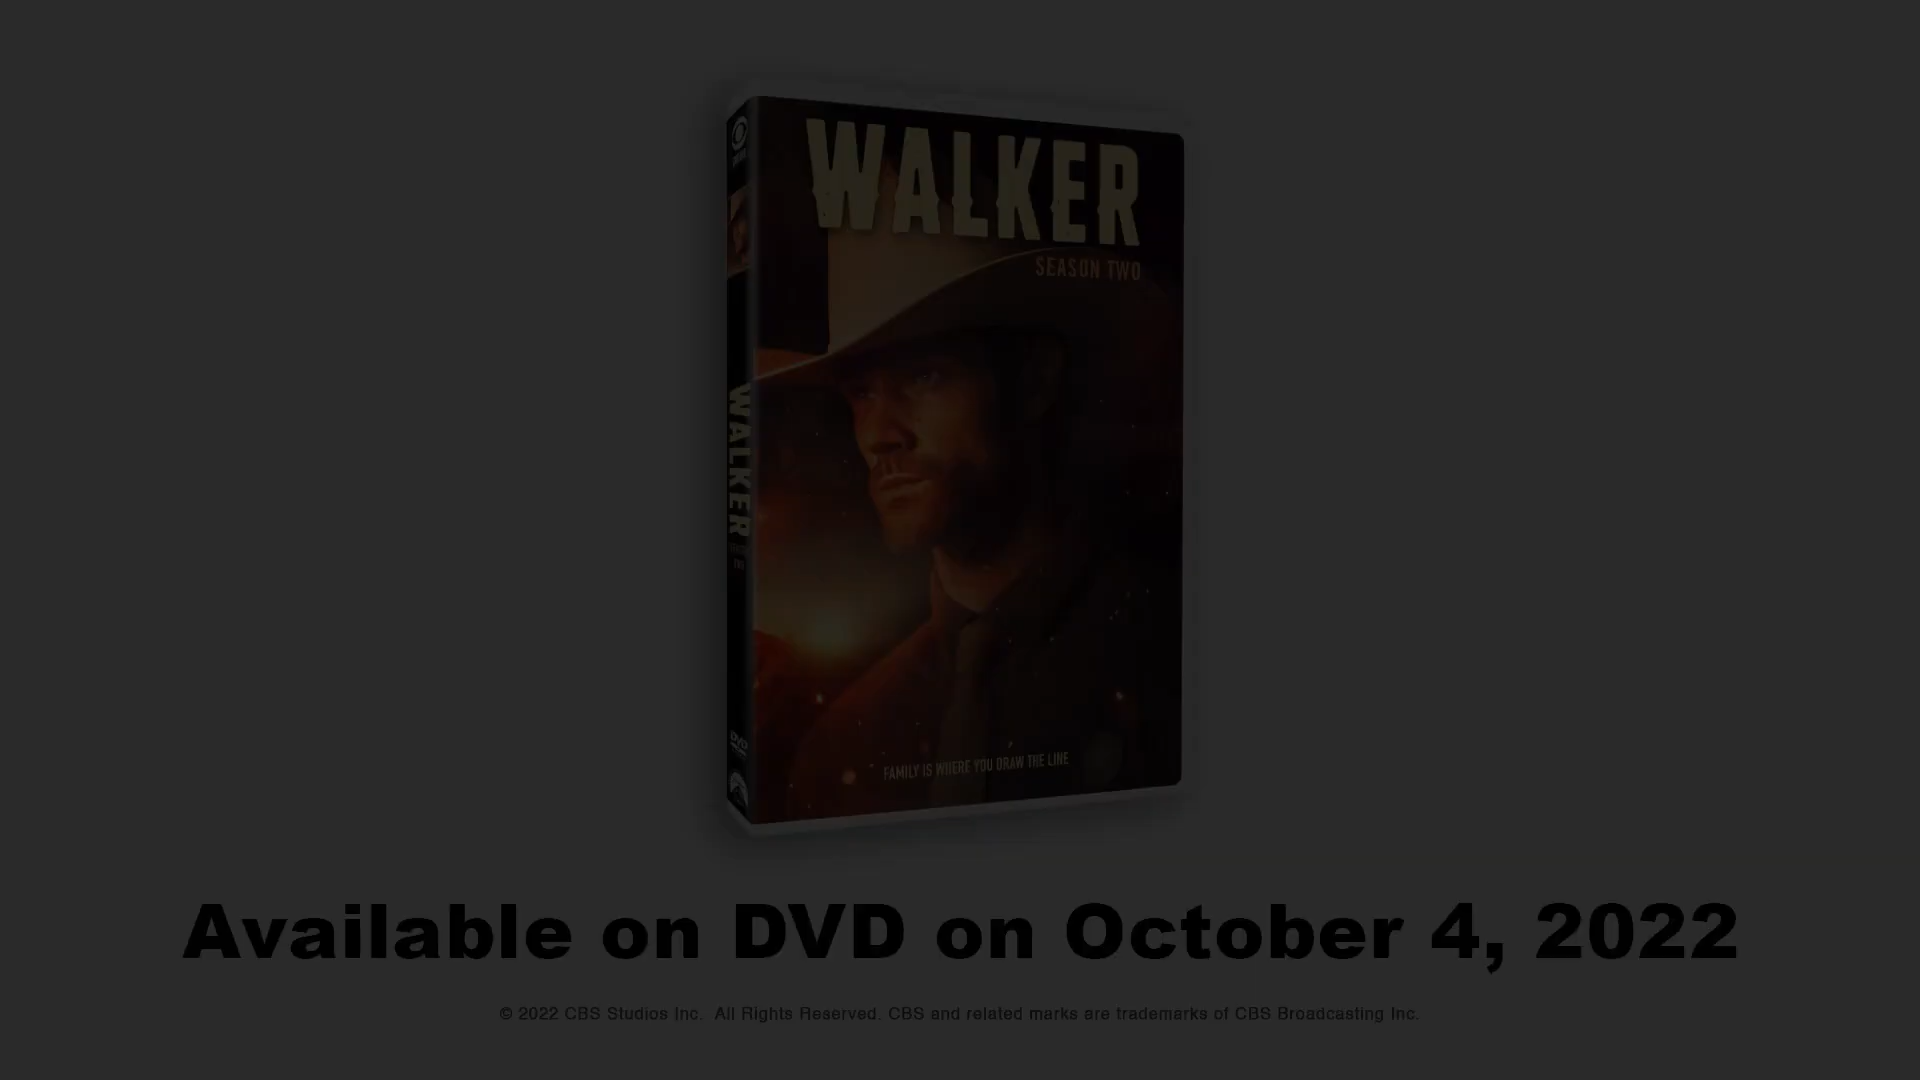 WALKER
SEASON TWO
WALKER
TWO
DVD
FAMILY IS WHERE YOU DRAW THE LINE
Available on DVD on October 4, 2022
© 2022 CBS Studios Inc.  All Rights Reserved. CBS and related marks are trademarks of CBS Broadcasting Inc.